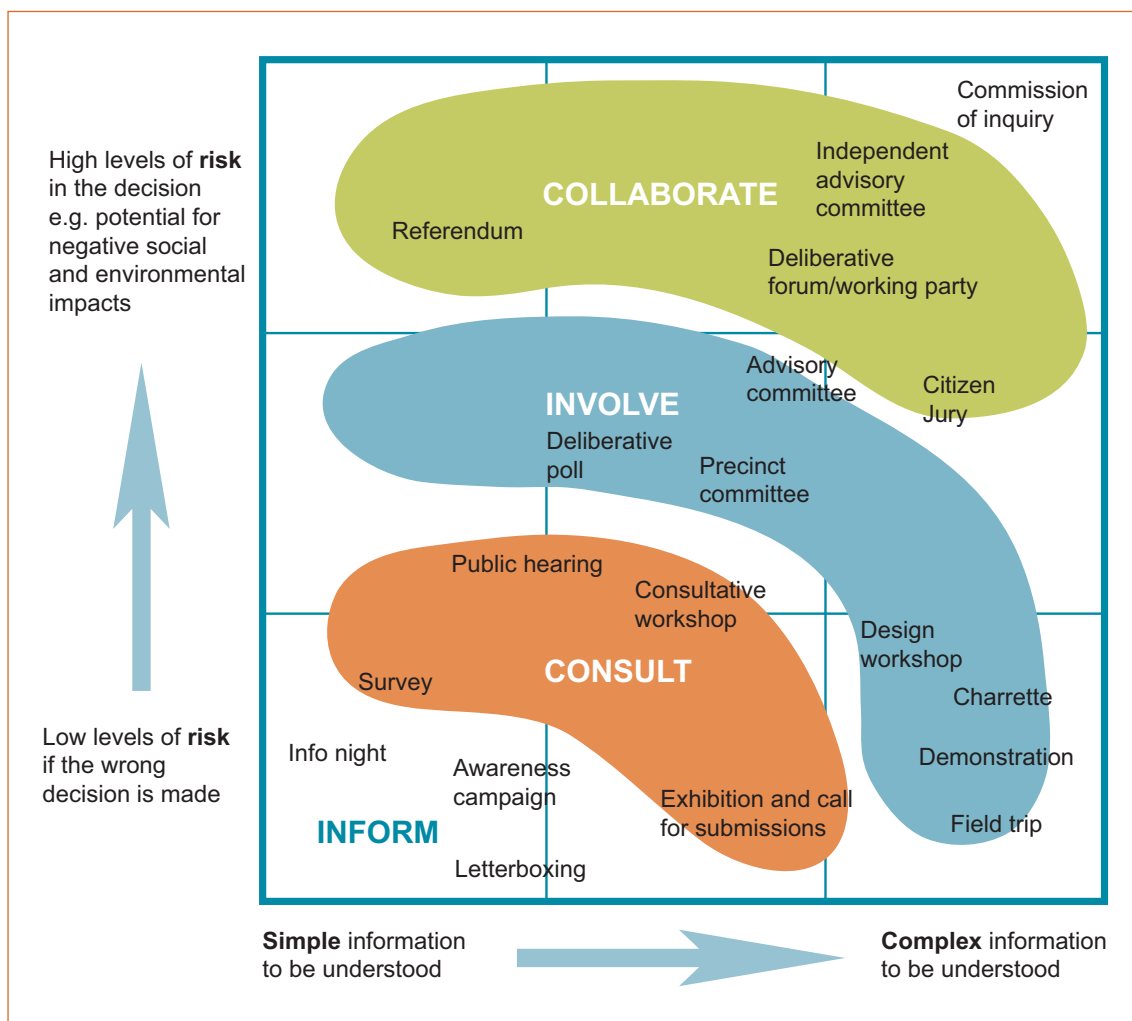 Commission
of inquiry
High levels of risk
in the decision
e.g. potential for
negative social
and environmental
impacts
Independent
advisory
committee
COLLABORATE
Referendum
Deliberative
forum/working party
Advisory
committee
Citizen
Jury
INVOLVE
Deliberative
poll
Precinct
committee
Public hearing
Consultative
workshop
Design
workshop
CONSULT
Survey
Charrette
Low levels of risk
if the wrong
decision is made
Info night
Awareness
campaign
Demonstration
Exhibition and call
for submissions
Field trip
INFORM
Letterboxing
Simple information
to be understood
Complex information
to be understood